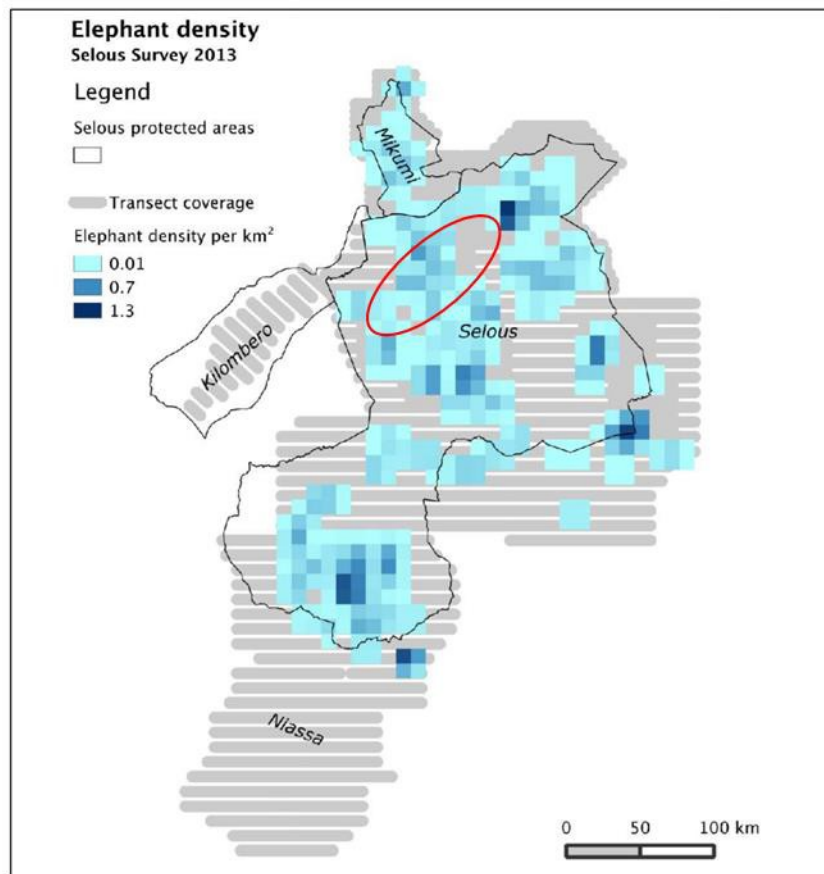 Elephant density
Selous Survey 2013
Legend
Selous protected areas
Transect coverage
Elephant density per km²
0.01
0.7
1.3
Mikumi
Kilombero
Selous
Niassa
0 50 100 km